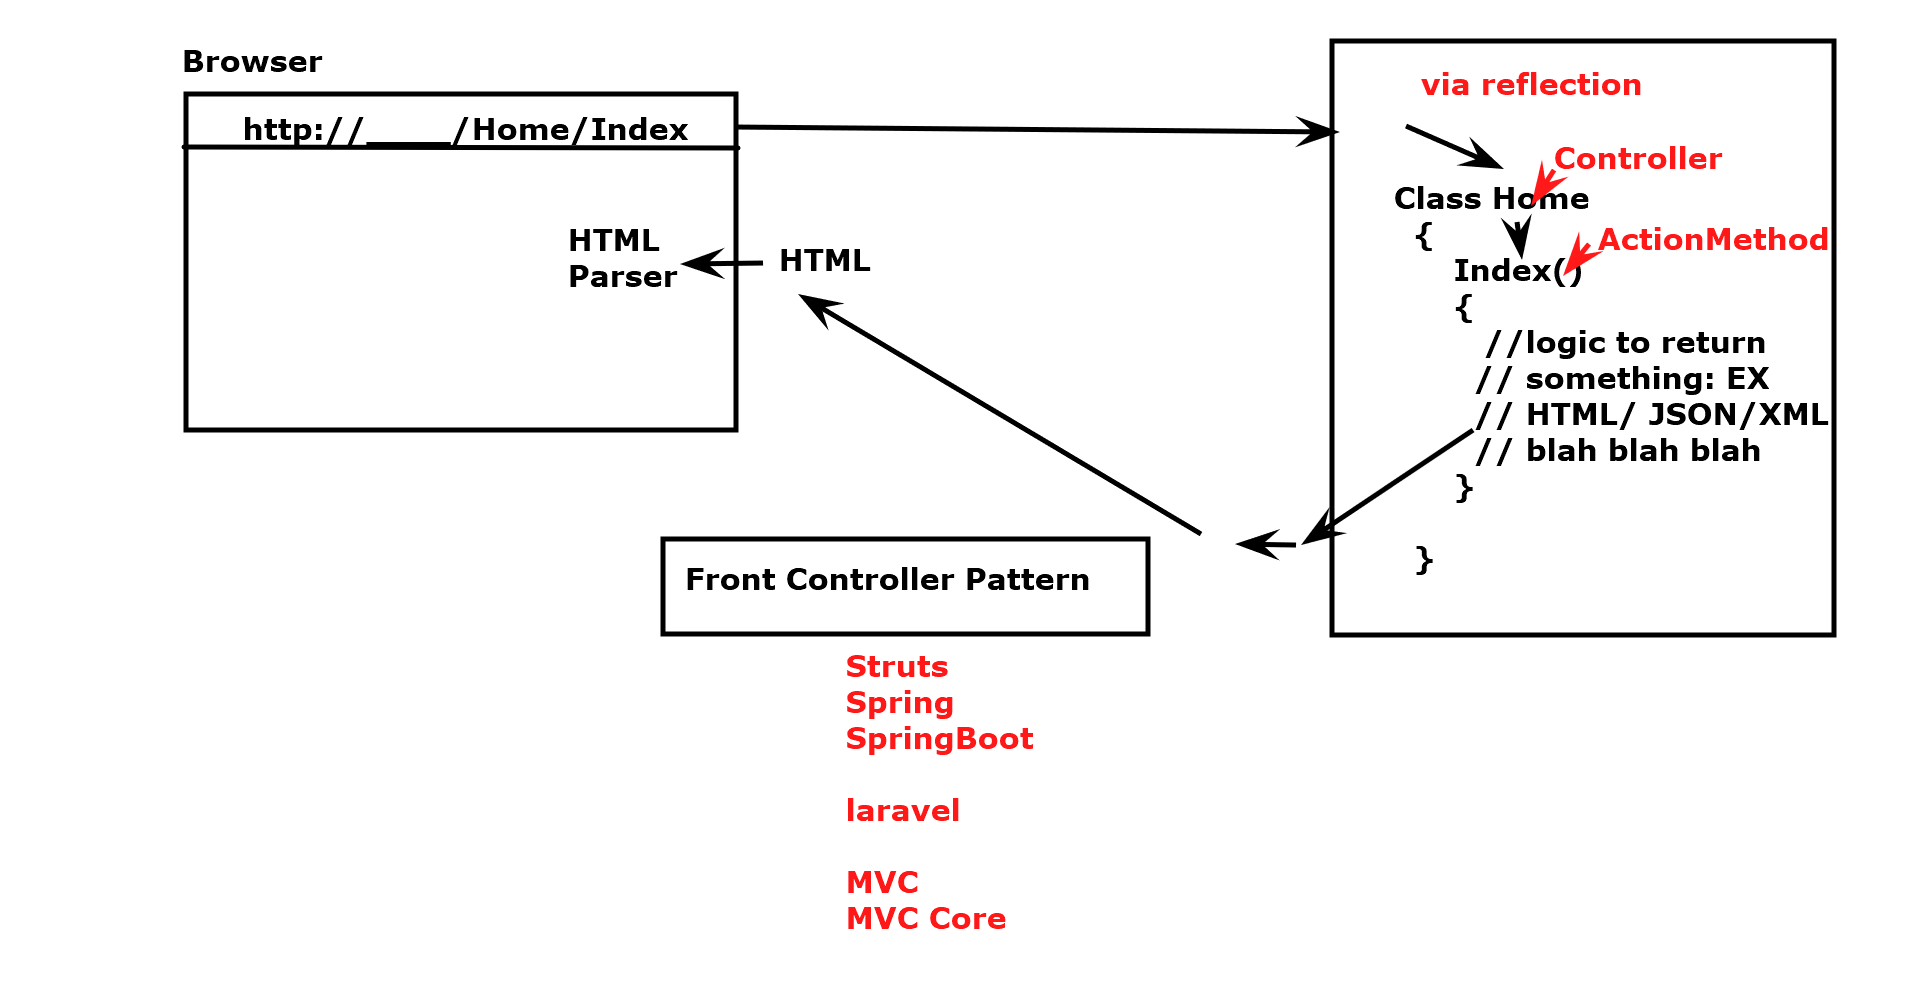 Browser
http://_____/Home/Index
HTML
Parser
HTML
via reflection
Controller
Class Home
{
ActionMethod
Index()
{
//logic to return
// something: EX
// HTML/ JSON/XML
// blah blah blah
}
}
Front Controller Pattern
Struts
Spring
SpringBoot
laravel
MVC
MVC Core